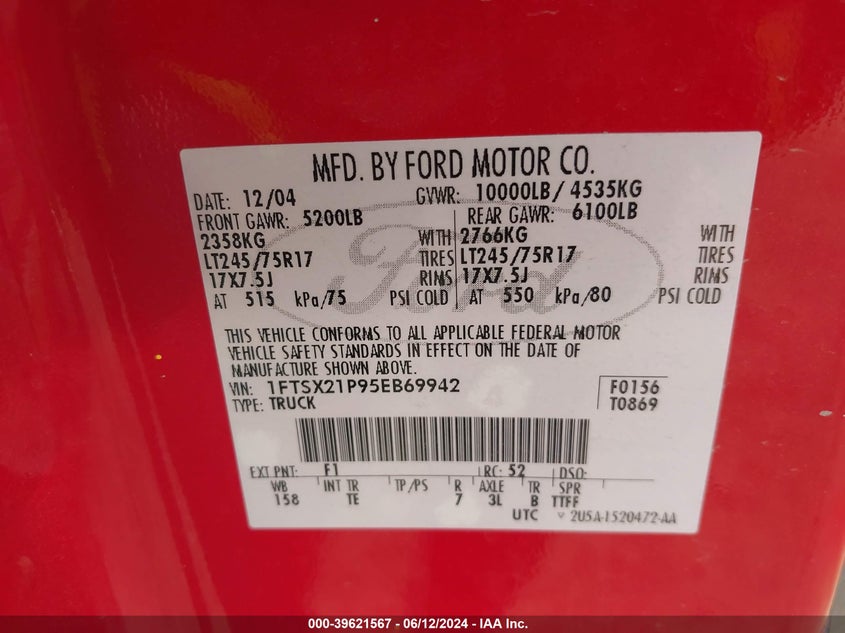 MFD. BY FORD MOTOR CO.
DATE: 12/04 GVWR: 10000LB/ 4535KG
FRONT GAWR: 5200LB REAR GAWR: 6100LB
2358KG WITH 2766KG WITH
LT245/75R17 TIRES LT245/75R17 TIRES
17X7.5J RIMS 17X7.5J RIMS
AT 515 kPa/75 PSI COLD AT 550 kPa/80 PSI COLD
Ford
THIS VEHICLE CONFORMS TO ALL APPLICABLE FEDERAL MOTOR
VEHICLE SAFETY STANDARDS IN EFFECT ON THE DATE OF
MANUFACTURE SHOWN ABOVE.
VIN: 1FTSX21P95EB69942 F0156
TYPE: TRUCK T0869
EXT PNT: F1 RC: 52 DSO:
WB INT TR TP/PS R AXLE TR SPR
158 TE 7 3L B TTFF
UTC 2U5A-1520472-AA
000-39621567 - 06/12/2024 - IAA Inc.